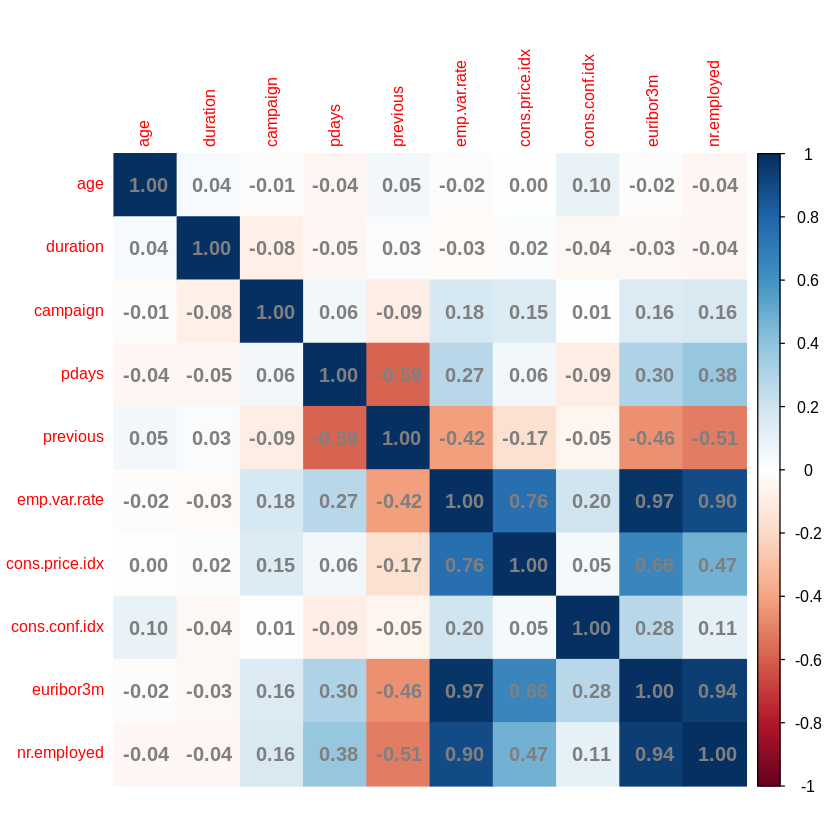 age duration campaign pdays previous emp.var.rate cons.price.idx cons.conf.idx euribor3m nr.employed
age 1.00 0.04 -0.01 -0.04 0.05 -0.02 0.00 0.10 -0.02 -0.04
duration 0.04 1.00 -0.08 -0.05 0.03 -0.03 0.02 -0.04 -0.03 -0.04
campaign -0.01 -0.08 1.00 0.06 -0.09 0.18 0.15 0.01 0.16 0.16
pdays -0.04 -0.05 0.06 1.00 -0.59 0.27 0.06 -0.09 0.30 0.38
previous 0.05 0.03 -0.09 -0.59 1.00 -0.42 -0.17 -0.05 -0.46 -0.51
emp.var.rate -0.02 -0.03 0.18 0.27 -0.42 1.00 0.76 0.20 0.97 0.90
cons.price.idx 0.00 0.02 0.15 0.06 -0.17 0.76 1.00 0.05 0.66 0.47
cons.conf.idx 0.10 -0.04 0.01 -0.09 -0.05 0.20 0.05 1.00 0.28 0.11
euribor3m -0.02 -0.03 0.16 0.30 -0.46 0.97 0.66 0.28 1.00 0.94
nr.employed -0.04 -0.04 0.16 0.38 -0.51 0.90 0.47 0.11 0.94 1.00
1
0.8
0.6
0.4
0.2
0
-0.2
-0.4
-0.6
-0.8
-1